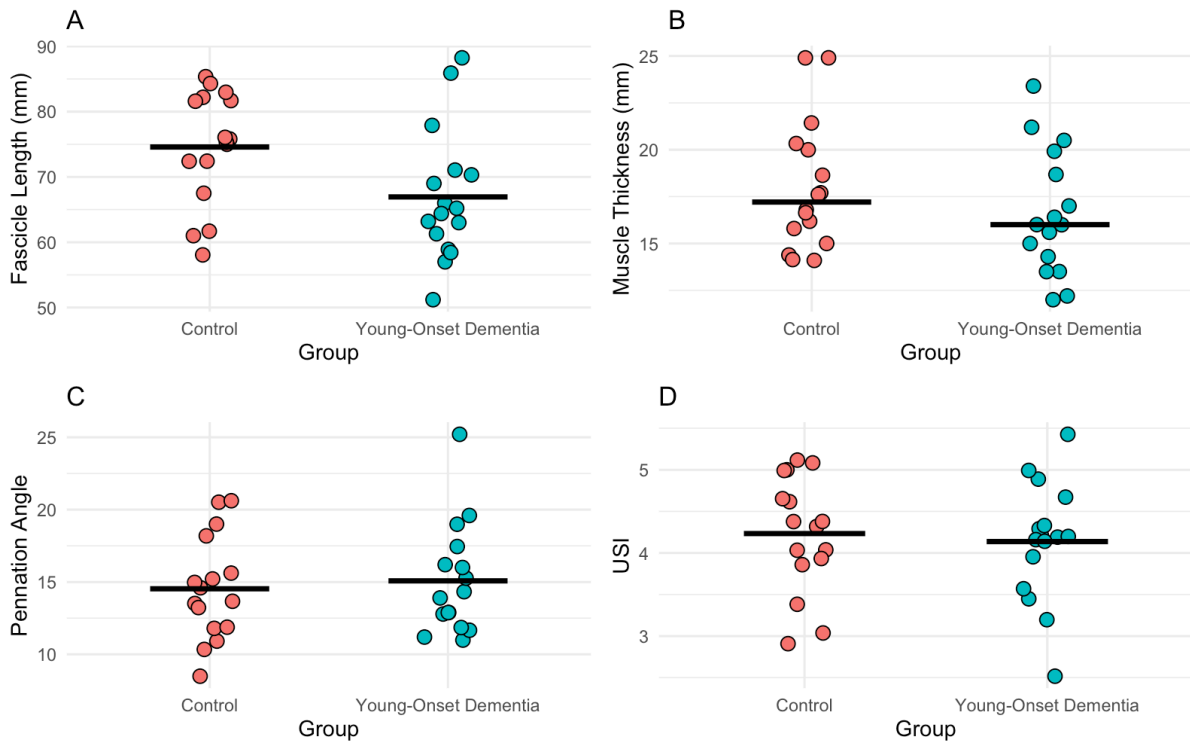 A
Fascicle Length (mm)
90
80
70
60
50
Control
Young-Onset Dementia
Group
B
Muscle Thickness (mm)
25
20
15
Control
Young-Onset Dementia
Group
C
Pennation Angle
25
20
15
10
Control
Young-Onset Dementia
Group
D
USI
5
4
3
Control
Young-Onset Dementia
Group